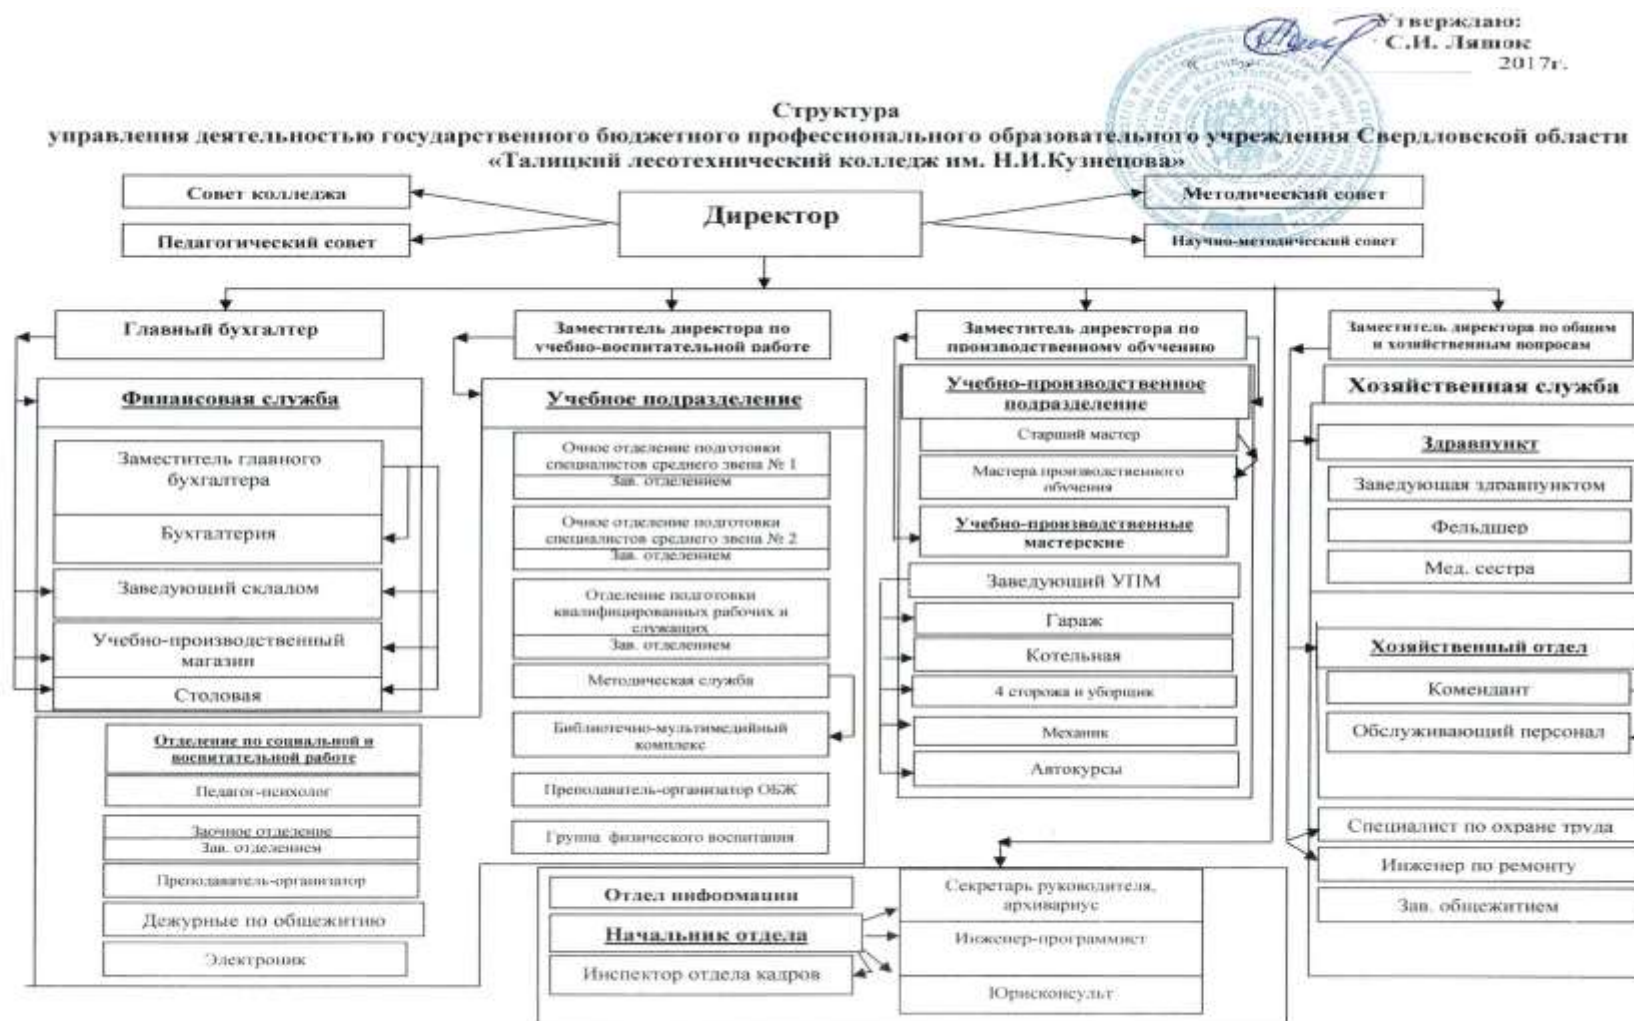 Утверждаю:
С.И. Ляшок
2017г.
Структура
управления деятельностью государственного бюджетного профессионального образовательного учреждения Свердловской области
«Талицкий лесотехнический колледж им. Н.И.Кузнецова»
Совет колледжа
Педагогический совет
Директор
Методический совет
Научно-методический совет
Главный бухгалтер
Финансовая служба
Заместитель главного
бухгалтера
Бухгалтерия
Заведующий складом
Учебно-производственный
магазин
Столовая
Отделение по социальной и
воспитательной работе
Педагог-психолог
Заочное отделение
Зав. отделением
Преподаватель-организатор
Дежурные по общежитию
Электроник
Заместитель директора по
учебно-воспитательной работе
Учебное подразделение
Очное отделение подготовки
специалистов среднего звена № 1
Зав. отделением
Очное отделение подготовки
специалистов среднего звена № 2
Зав. отделением
Отделение подготовки
квалифицированных рабочих и
служащих
Зав. отделением
Методическая служба
Библиотечно-мультимедийный
комплекс
Преподаватель-организатор ОБЖ
Группа физического воспитания
Заместитель директора по
производственному обучению
Учебно-производственное
подразделение
Старший мастер
Мастера производственного
обучения
Учебно-производственные
мастерские
Заведующий УПМ
Гараж
Котельная
4 сторожа и уборщик
Механик
Автокурсы
Заместитель директора по общим
и хозяйственным вопросам
Хозяйственная служба
Здравпункт
Заведующая здравпунктом
Фельдшер
Мед. сестра
Хозяйственный отдел
Комендант
Обслуживающий персонал
Специалист по охране труда
Инженер по ремонту
Зав. общежитием
Отдел информации
Начальник отдела
Инспектор отдела кадров
Секретарь руководителя,
архивариус
Инженер-программист
Юрисконсульт